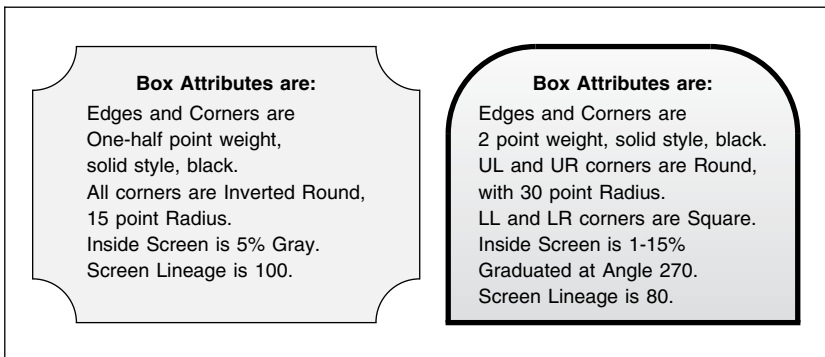 Box Attributes are:
Edges and Corners are
One-half point weight,
solid style, black.
All corners are Inverted Round,
15 point Radius.
Inside Screen is 5% Gray.
Screen Lineage is 100.
Box Attributes are:
Edges and Corners are
2 point weight, solid style, black.
UL and UR corners are Round,
with 30 point Radius.
LL and LR corners are Square.
Inside Screen is 1-15%
Graduated at Angle 270.
Screen Lineage is 80.